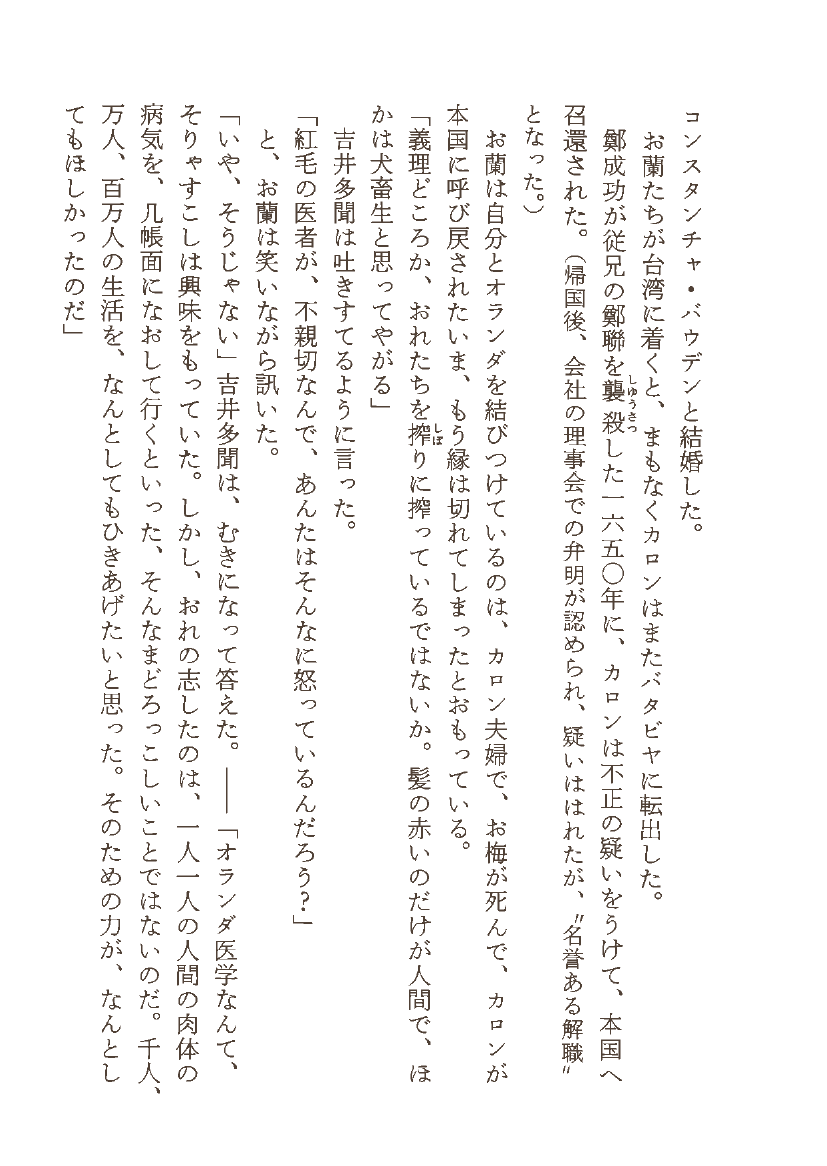 コンスタンチャ・バウデンと結婚した。
お蘭たちが台湾に着くと、まもなくカロンはまたバタビヤに転出した。
鄭成功が従兄の鄭聯を襲殺した一六五〇年に、カロンは不正の疑いをうけて、本国へ
しゅうさつ
召還された。（帰国後、会社の理事会での弁明が認められ、疑いははれたが、〝名誉ある解職〟
となった。）
お蘭は自分とオランダを結びつけているのは、カロン夫婦で、お梅が死んで、カロンが
本国に呼び戻されたいま、もう縁は切れてしまったとおもっている。
「義理どころか、おれたちを搾りに搾っているではないか。髪の赤いのだけが人間で、ほ
しぼ
かは犬畜生と思ってやがる」
吉井多聞は吐きすてるように言った。
「紅毛の医者が、不親切なんで、あんたはそんなに怒っているんだろう？」
と、お蘭は笑いながら訊いた。
「いや、そうじゃない」吉井多聞は、むきになって答えた。――「オランダ医学なんて、
そりゃすこしは興味をもっていた。しかし、おれの志したのは、一人一人の人間の肉体の
病気を、几帳面になおして行くといった、そんなまどろっこしいことではないのだ。千人、
万人、百万人の生活を、なんとしてもひきあげたいと思った。そのための力が、なんとし
てもほしかったのだ」